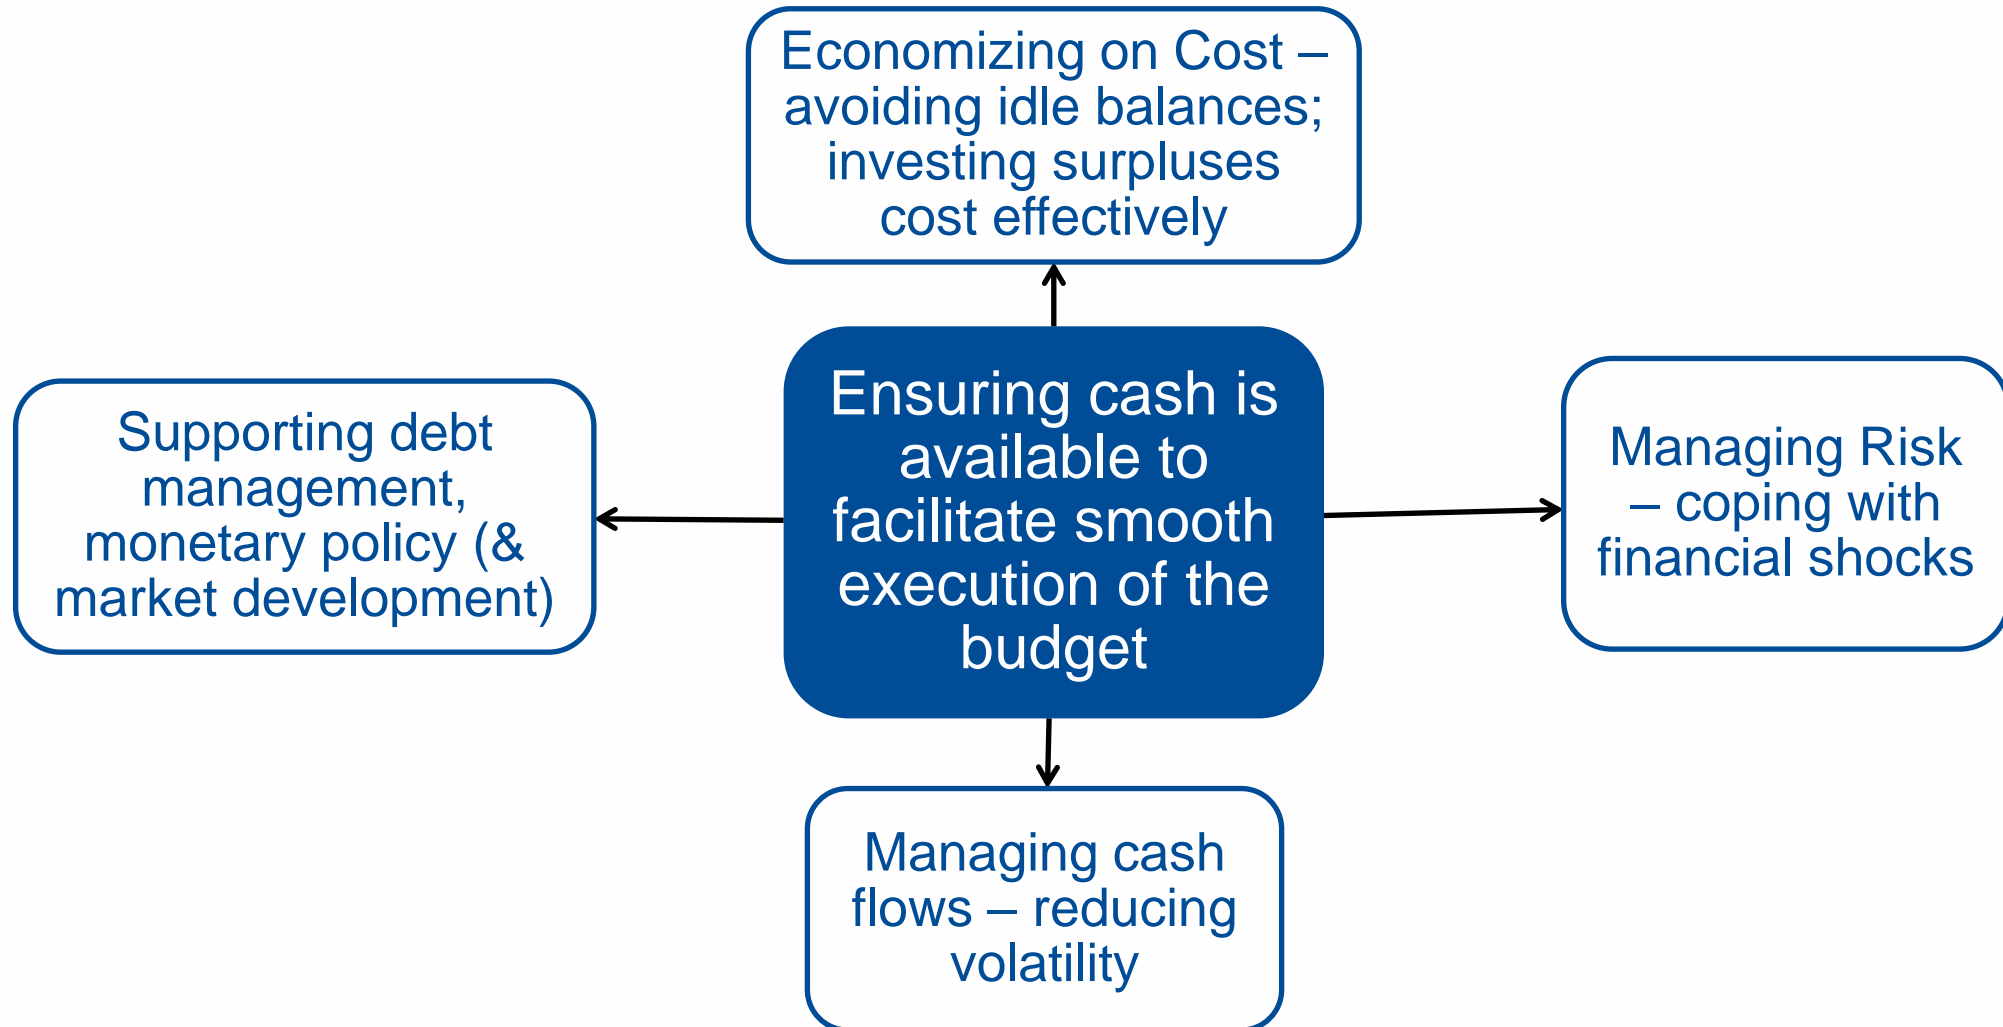 Economizing on Cost –
avoiding idle balances;
investing surpluses
cost effectively
Supporting debt
management,
monetary policy (&
market development)
Ensuring cash is
available to
facilitate smooth
execution of the
budget
Managing Risk
– coping with
financial shocks
Managing cash
flows – reducing
volatility